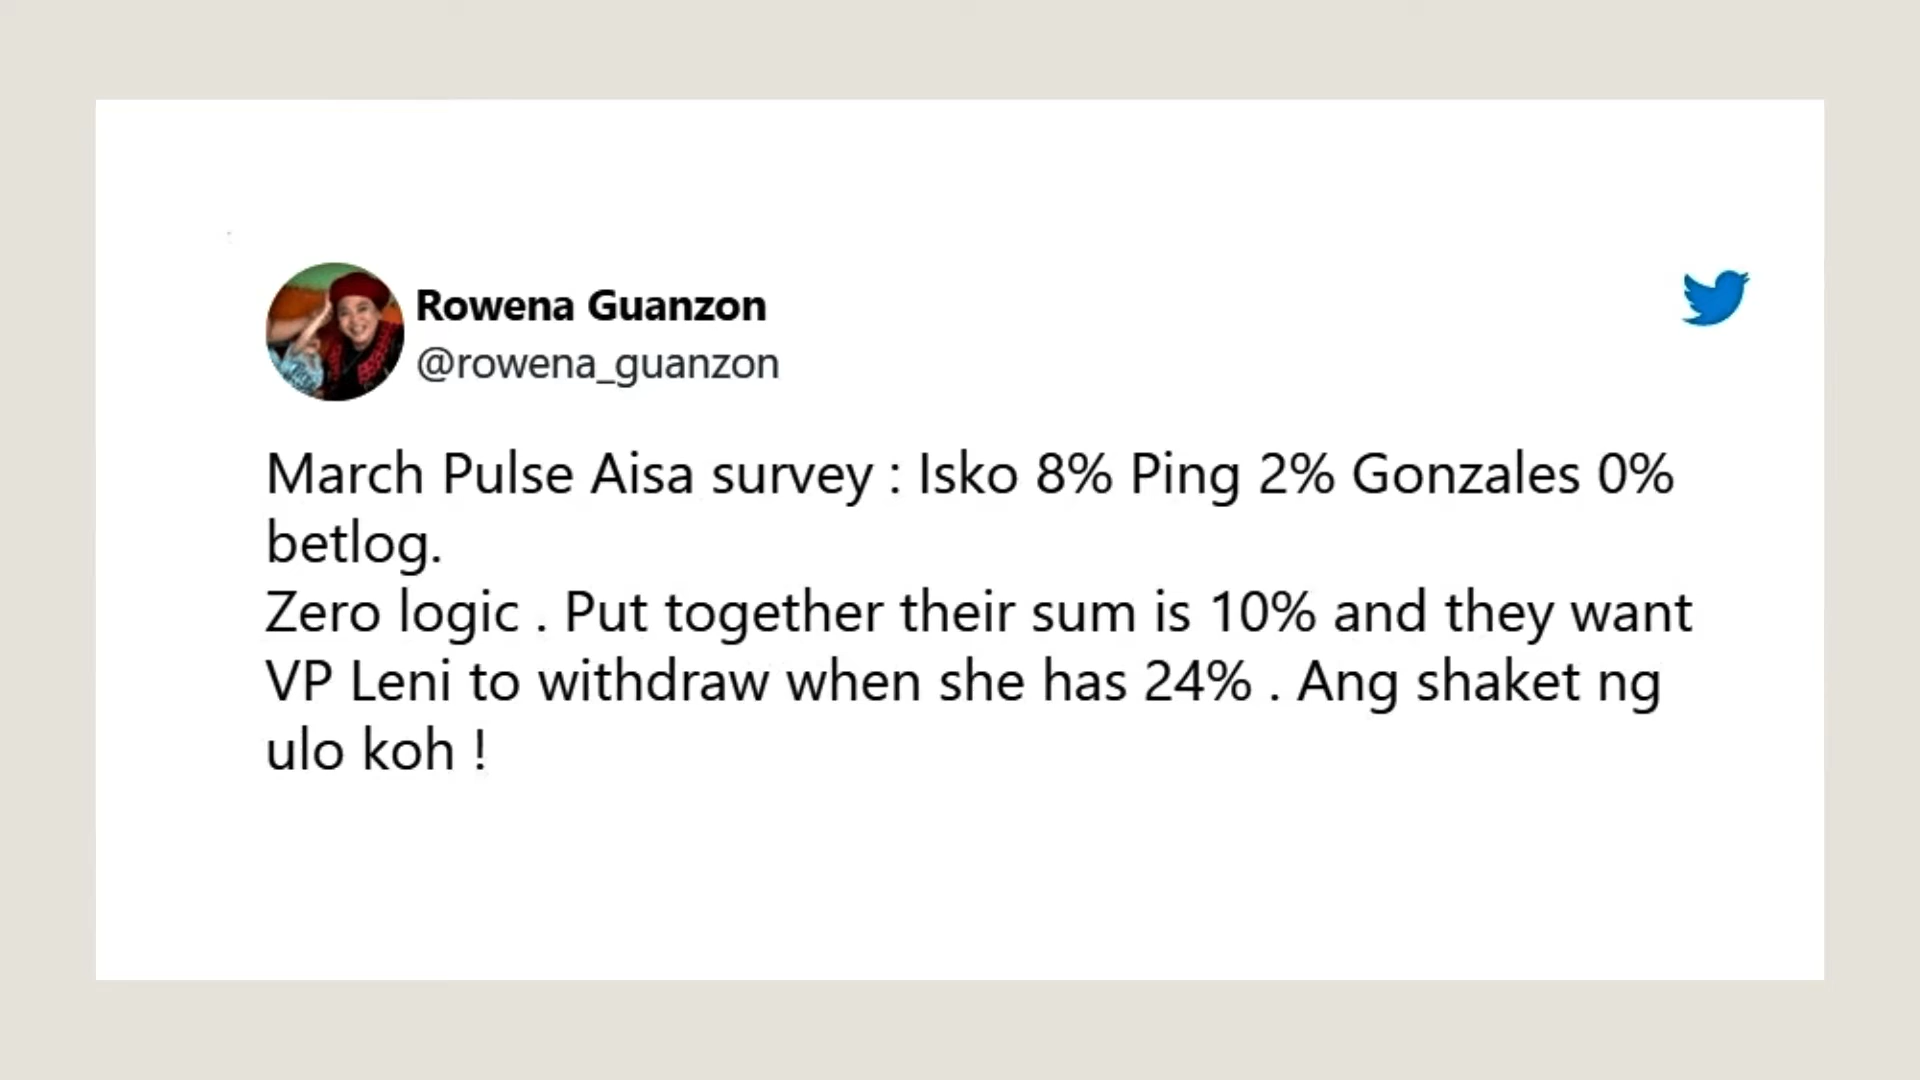 Rowena Guanzon
@rowena_guanzon
March Pulse Aisa survey : Isko 8% Ping 2% Gonzales 0%
betlog.
Zero logic . Put together their sum is 10% and they want
VP Leni to withdraw when she has 24% . Ang shaket ng
ulo koh !